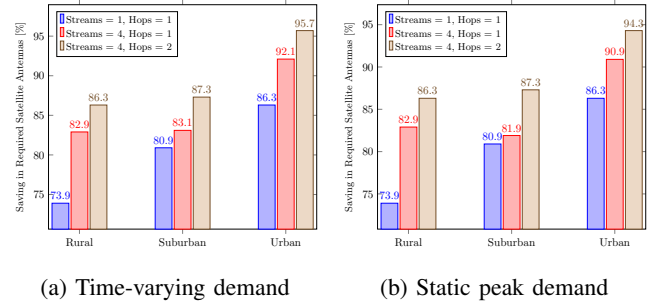 Saving in Required Satellite Antennas [%]
95
90
85
80
75
Streams = 1, Hops = 1
Streams = 4, Hops = 1
Streams = 4, Hops = 2
73.9
82.9
86.3
80.9
83.1
87.3
86.3
92.1
95.7
Rural
Suburban
Urban
(a) Time-varying demand
Saving in Required Satellite Antennas [%]
95
90
85
80
75
Streams = 1, Hops = 1
Streams = 4, Hops = 1
Streams = 4, Hops = 2
73.9
82.9
86.3
80.9
81.9
87.3
86.3
90.9
94.3
Rural
Suburban
Urban
(b) Static peak demand